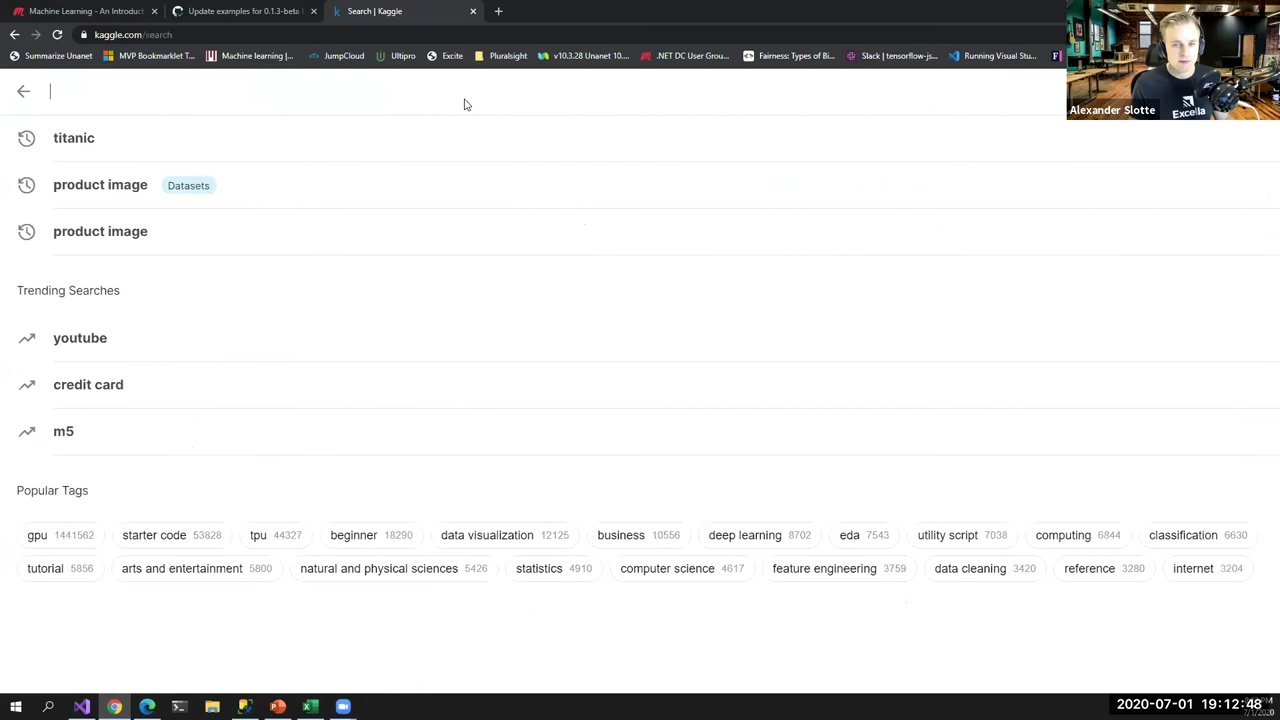 Machine Learning - An Introduct
Update examples for 0.1.3-beta
Search | Kaggle
kaggle.com/search
Summarize Unanet
MVP Bookmarklet T...
Machine learning |...
JumpCloud
Ultipro
Excite
Pluralsight
v10.3.28 Unanet 10....
.NET DC User Grou...
Fairness: Types of Bi...
Slack | tensorflow-js...
Running Visual Stu...
Alexander Slotte
Excella
titanic
product image Datasets
product image
Trending Searches
youtube
credit card
m5
Popular Tags
gpu 1441562 starter code 53828 tpu 44327 beginner 18290 data visualization 12125 business 10556 deep learning 8702 eda 7543 utility script 7038 computing 6844 classification 6630
tutorial 5856 arts and entertainment 5800 natural and physical sciences 5426 statistics 4910 computer science 4617 feature engineering 3759 data cleaning 3420 reference 3280 internet 3204
2020-07-01 19:12:48